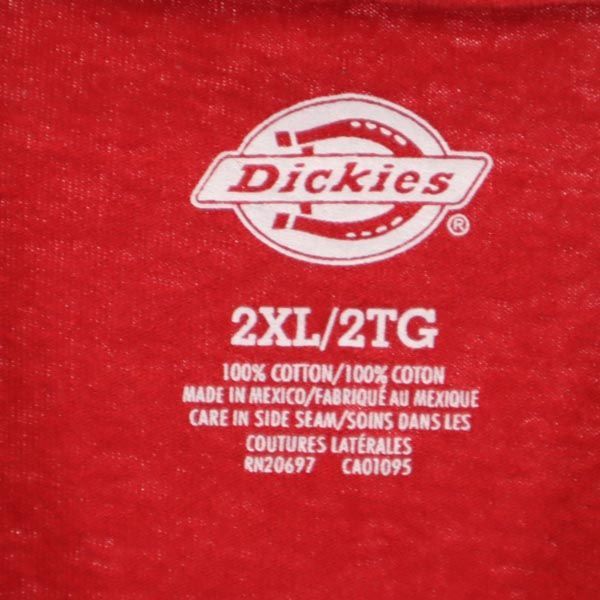 Dickies®
2XL/2TG
100% COTTON/100% COTON
MADE IN MEXICO/FABRIQUÉ AU MEXIQUE
CARE IN SIDE SEAM/SOINS DANS LES
COUTURES LATÉRALES
RN20697 CA01095